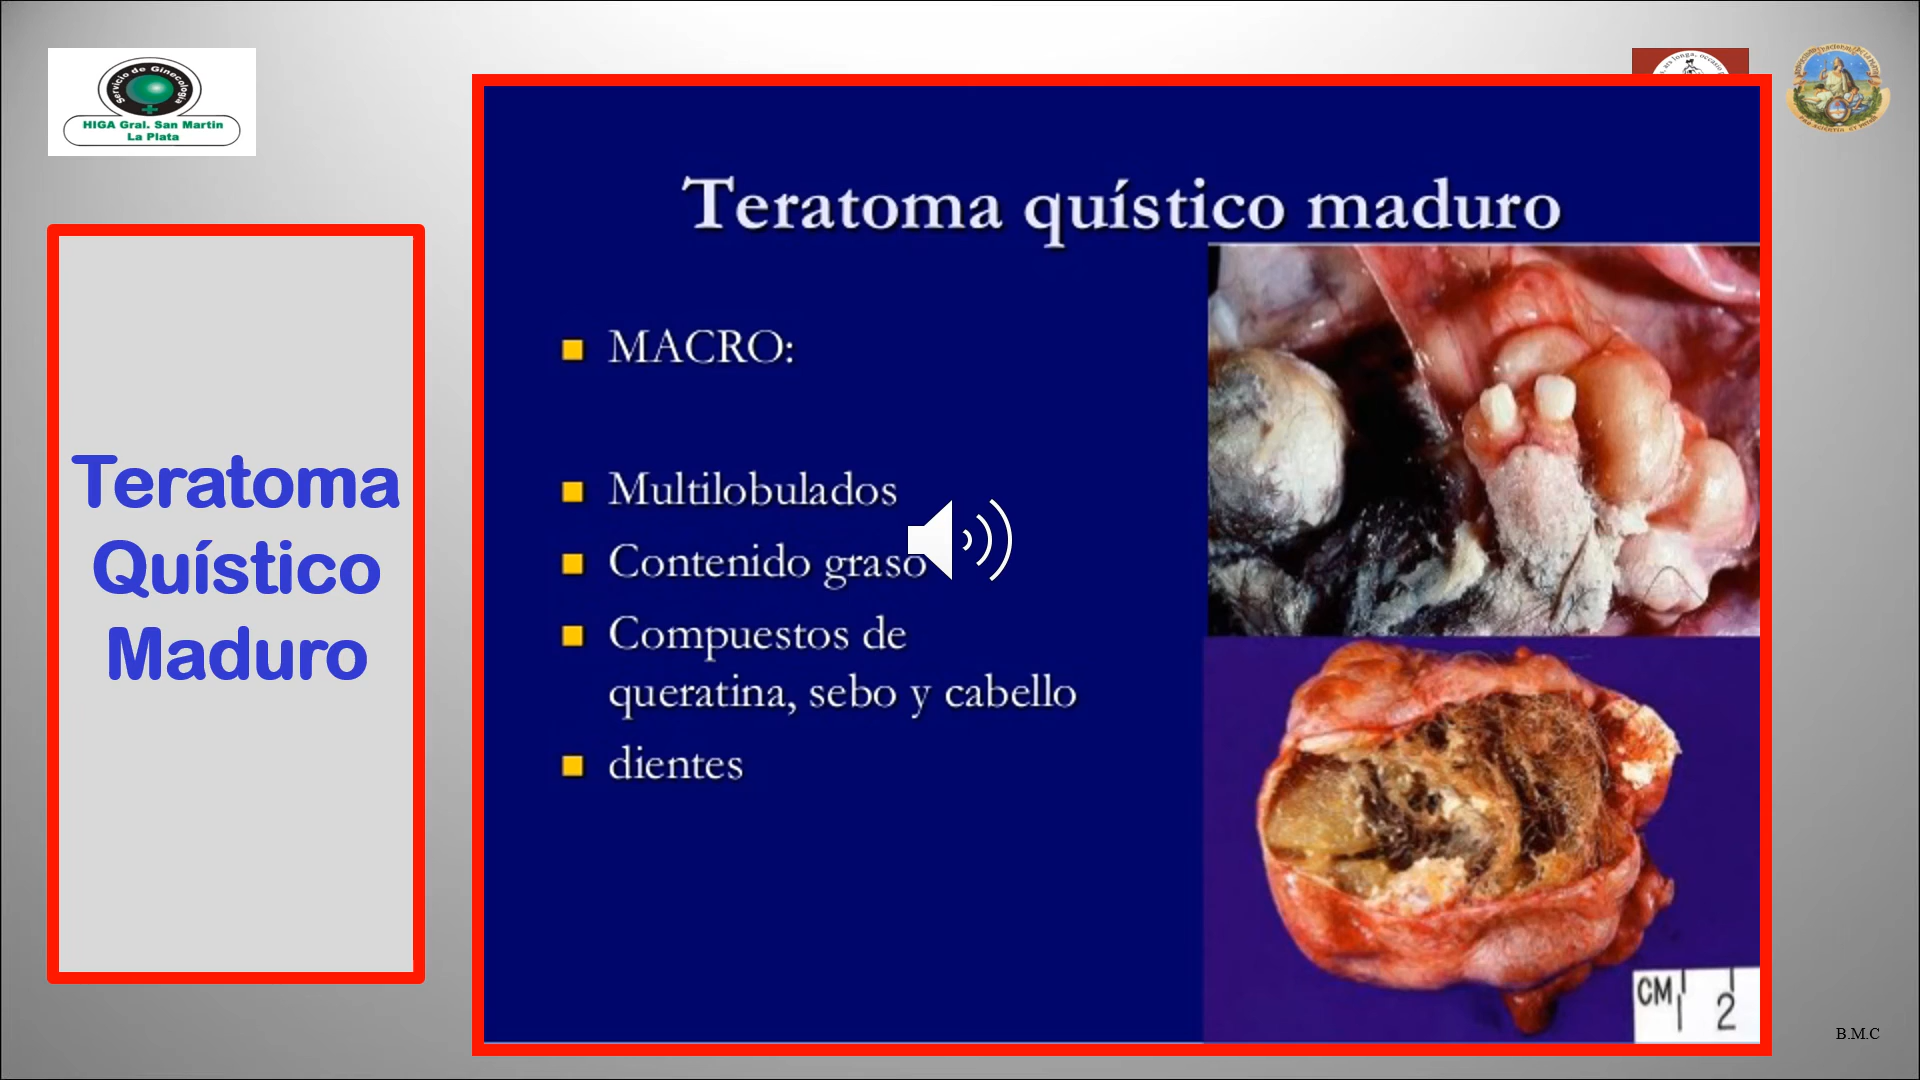 Servicio de Ginecología
HIGA Gral. San Martin
La Plata
Teratoma
Quístico
Maduro
Teratoma quístico maduro
MACRO:
Multilobulados
Contenido graso
Compuestos de
queratina, sebo y cabello
dientes
CM
2
B.M.C